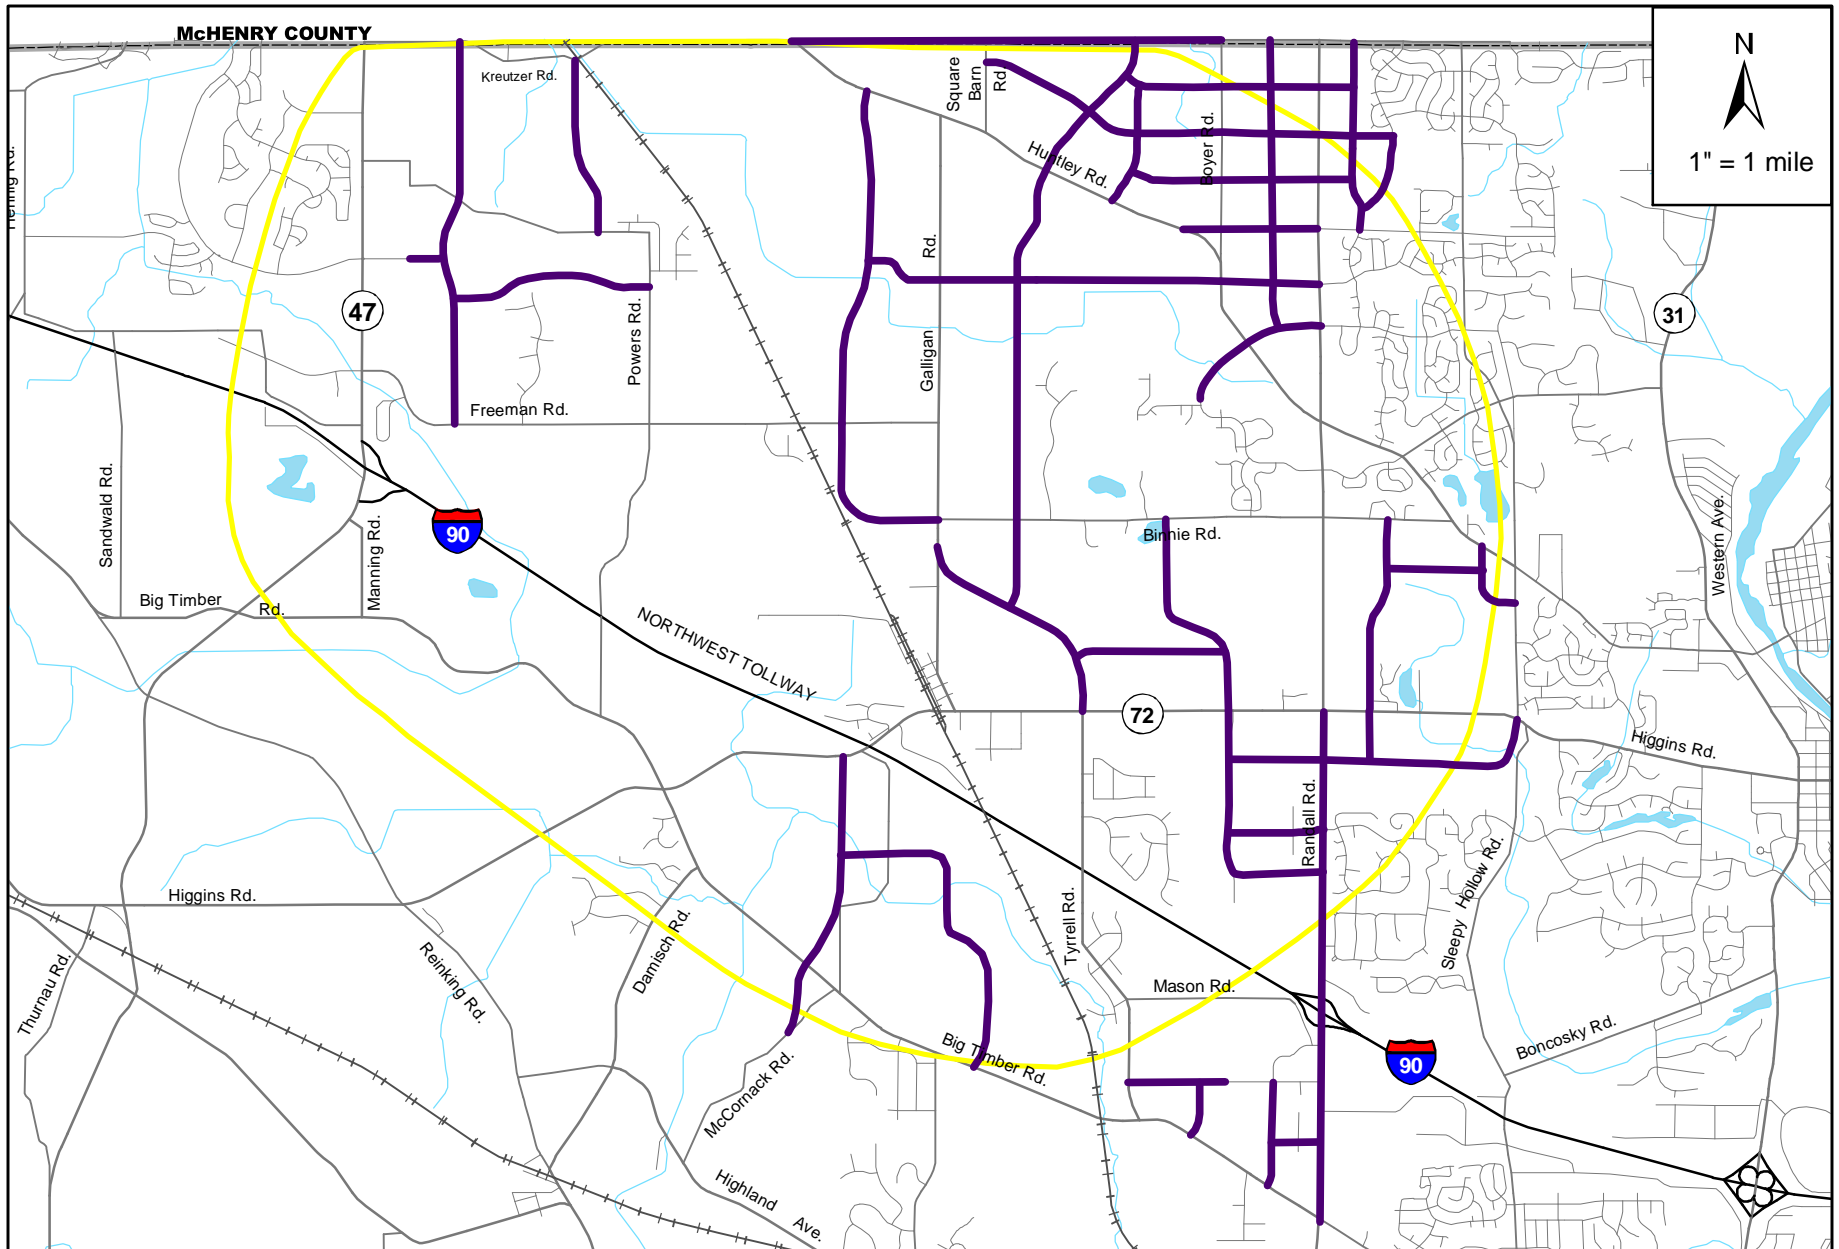 McHENRY COUNTY
N
1" = 1 mile
Kreutzer Rd.
Square
Barn
Rd.
Boyer Rd.
Huntley Rd.
Hennig Rd.
Rd.
Galligan
47
31
Powers Rd.
Freeman Rd.
Sandwald Rd.
Manning Rd.
90
Binnie Rd.
Western Ave.
Big Timber
Rd.
NORTHWEST TOLLWAY
72
Higgins Rd.
Randall Rd.
Sleepy Hollow Rd.
Higgins Rd.
Damisch Rd.
Reinking Rd.
Thurnau Rd.
Tyrrell Rd.
Mason Rd.
Boncosky Rd.
90
Big Timber Rd.
McCornack Rd.
Highland
Ave.